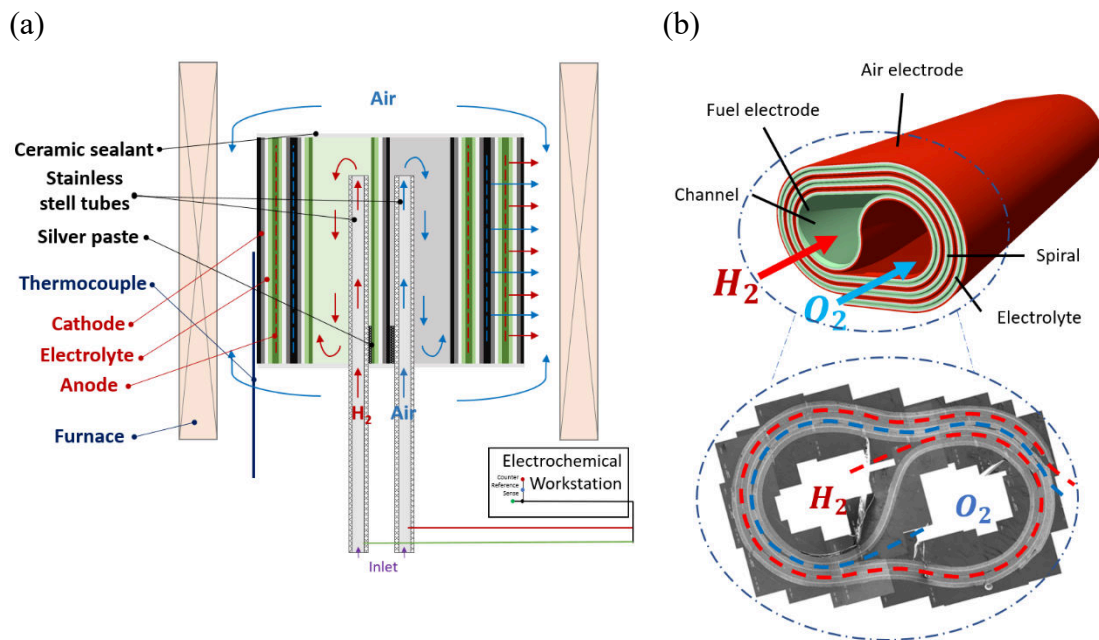 (a)
Air
Ceramic sealant
Stainless
stell tubes
Silver paste
Thermocouple
Cathode
Electrolyte
Anode
Furnace
H2
Air
Electrochemical
Workstation
Counter
Reference
Sense
Inlet
(b)
Air electrode
Fuel electrode
Channel
Spiral
Electrolyte
H2
O2
H2
O2